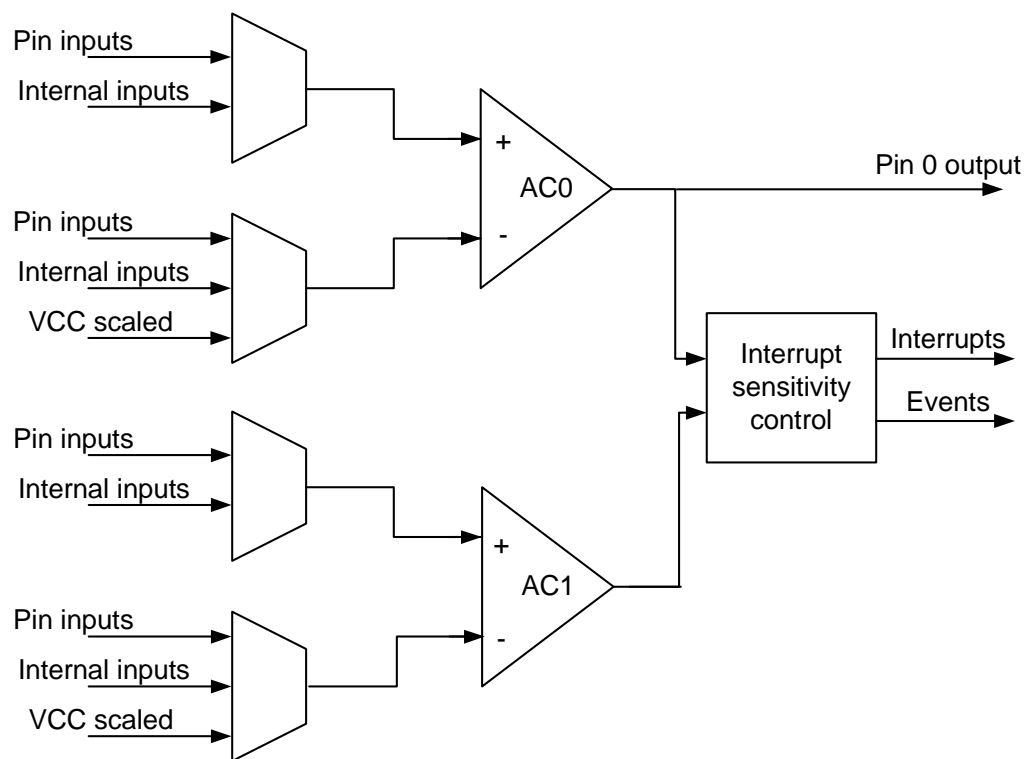 Pin inputs
Internal inputs
+
AC0
-
Pin 0 output
Pin inputs
Internal inputs
VCC scaled
Interrupt
sensitivity
control
Interrupts
Events
Pin inputs
Internal inputs
+
AC1
-
Pin inputs
Internal inputs
VCC scaled